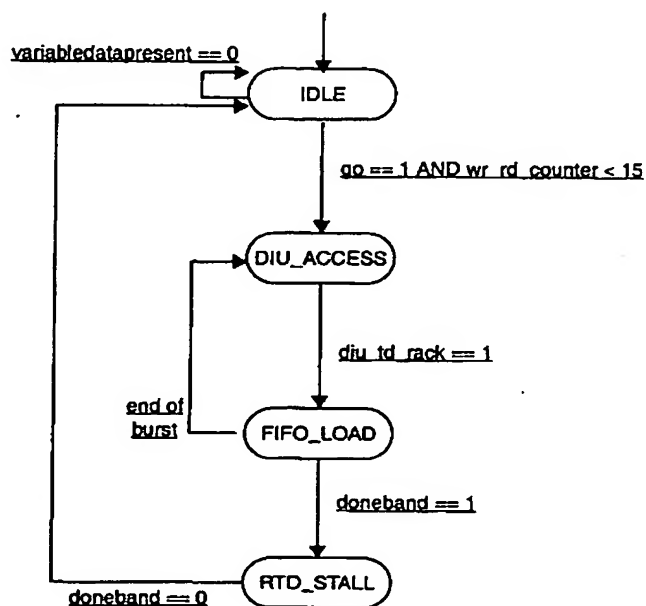 variabledatapresent == 0
IDLE
go == 1 AND wr_rd_counter < 15
DIU_ACCESS
diu_td_rack == 1
end of
burst
FIFO_LOAD
doneband == 1
RTD_STALL
doneband == 0